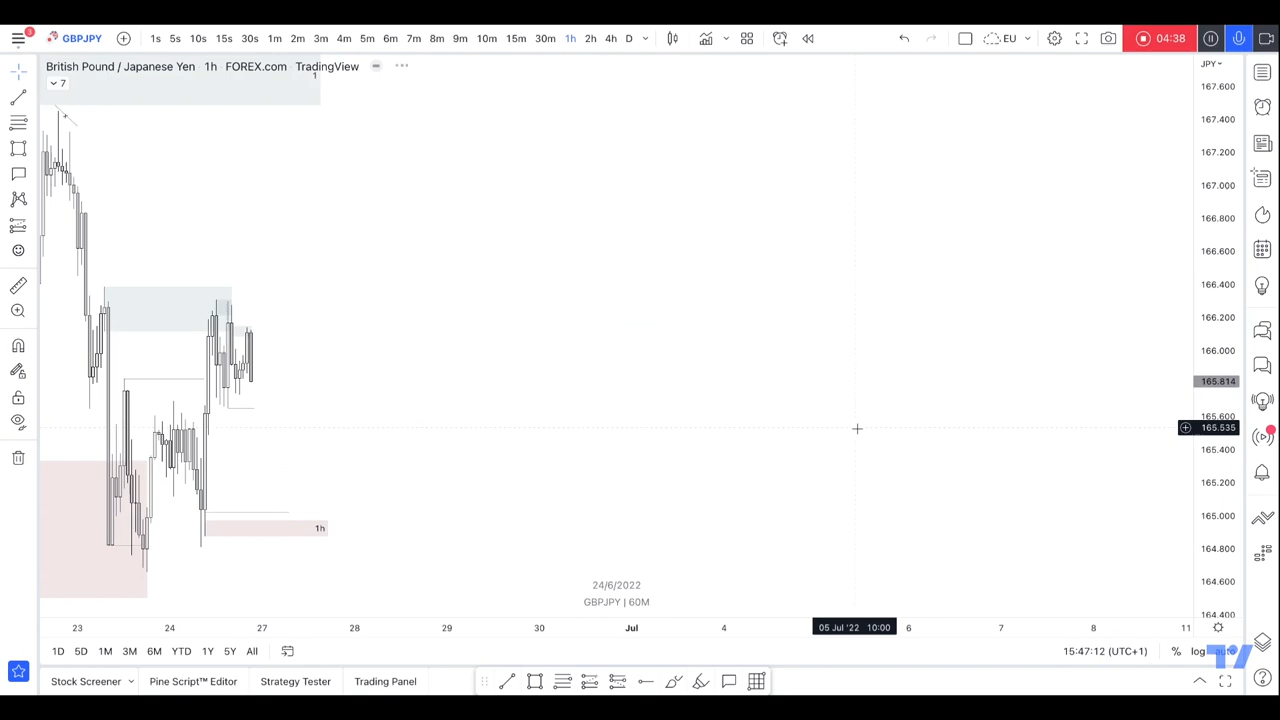 3
GBPJPY 1s 5s 10s 15s 30s 1m 2m 3m 4m 5m 6m 7m 8m 9m 10m 15m 30m 1h 2h 4h D EU 04:38
British Pound / Japanese Yen 1h FOREX.com TradingView
1
7
JPY
167.600
167.400
167.200
167.000
166.800
166.600
166.400
166.200
166.000
165.814
165.600
165.535
165.400
165.200
165.000
1h
164.800
164.600
164.400
24/6/2022
GBPJPY | 60M
23 24 27 28 29 30 Jul 4 05 Jul '22 10:00 6 7 8 11
1D 5D 1M 3M 6M YTD 1Y 5Y All 15:47:12 (UTC+1) % log auto
Stock Screener Pine Script™ Editor Strategy Tester Trading Panel